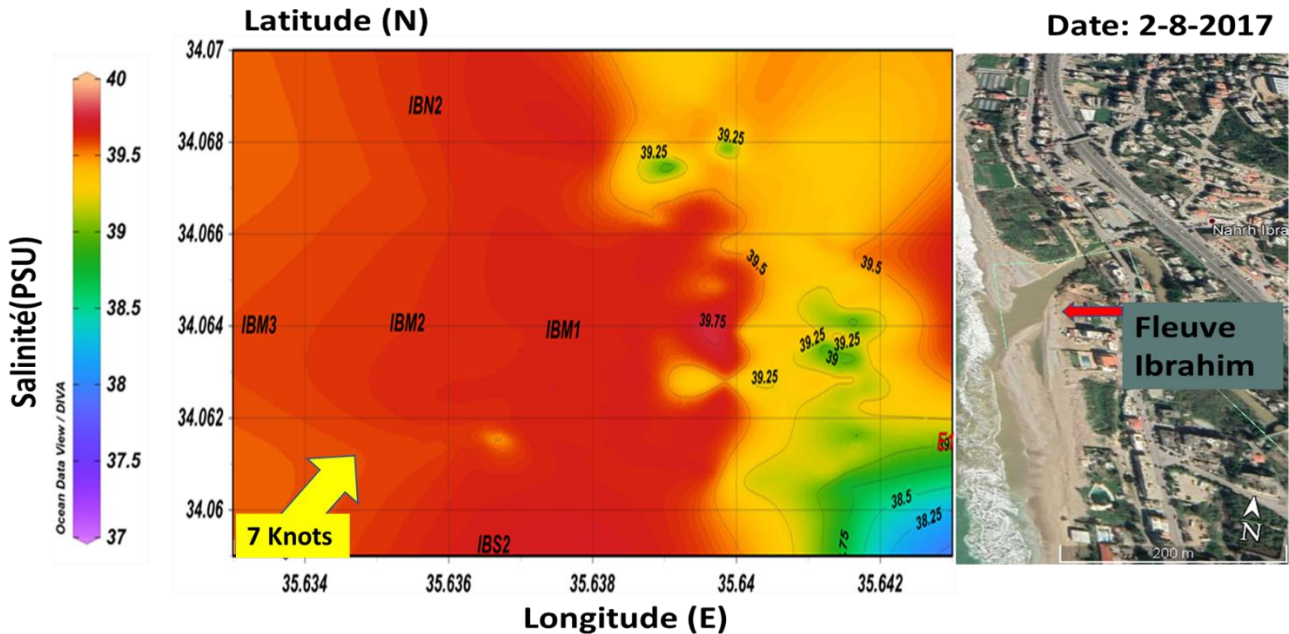 Latitude (N)
Date: 2-8-2017
Salinité(PSU)
Ocean Data View / DIVA
40
39.5
39
38.5
38
37.5
37
34.07
34.068
34.066
34.064
34.062
34.06
IBN2
39.25
39.25
39.5
39.5
IBM3
IBM2
IBM1
39.75
39.25
39.25
39
39.25
38.5
38.25
7 Knots
IBS2
35.634
35.636
35.638
35.64
35.642
Longitude (E)
Nahrh Ibra
Fleuve
Ibrahim
N
200 m